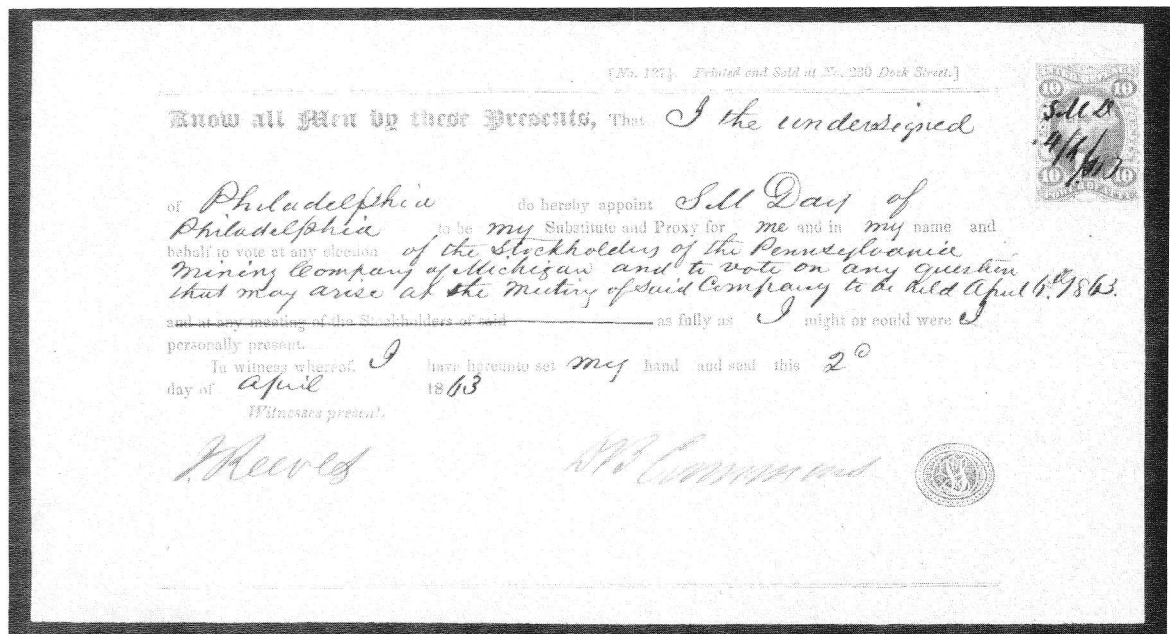 [No. 127]. Printed and Sold at No. 230 Dock Street.]
10 10
S M D
Know all Men by these Presents, That I the undersigned
of Philadelphia do hereby appoint S M Day of
Philadelphia to be my Substitute and Proxy for me and in my name and
behalf to vote at any election of the Stockholders of the Pennsylvania
Mining Company of Michigan and to vote on any question
that may arise at the Meeting of said Company to be held April 1863.
and at any meeting of the Stockholders of said as fully as I might or could were I
personally present.
In witness whereof, I have hereunto set my hand and seal this 2d
day of April 1863
Witnesses present.
J. Reeves D B Cummins
10 10